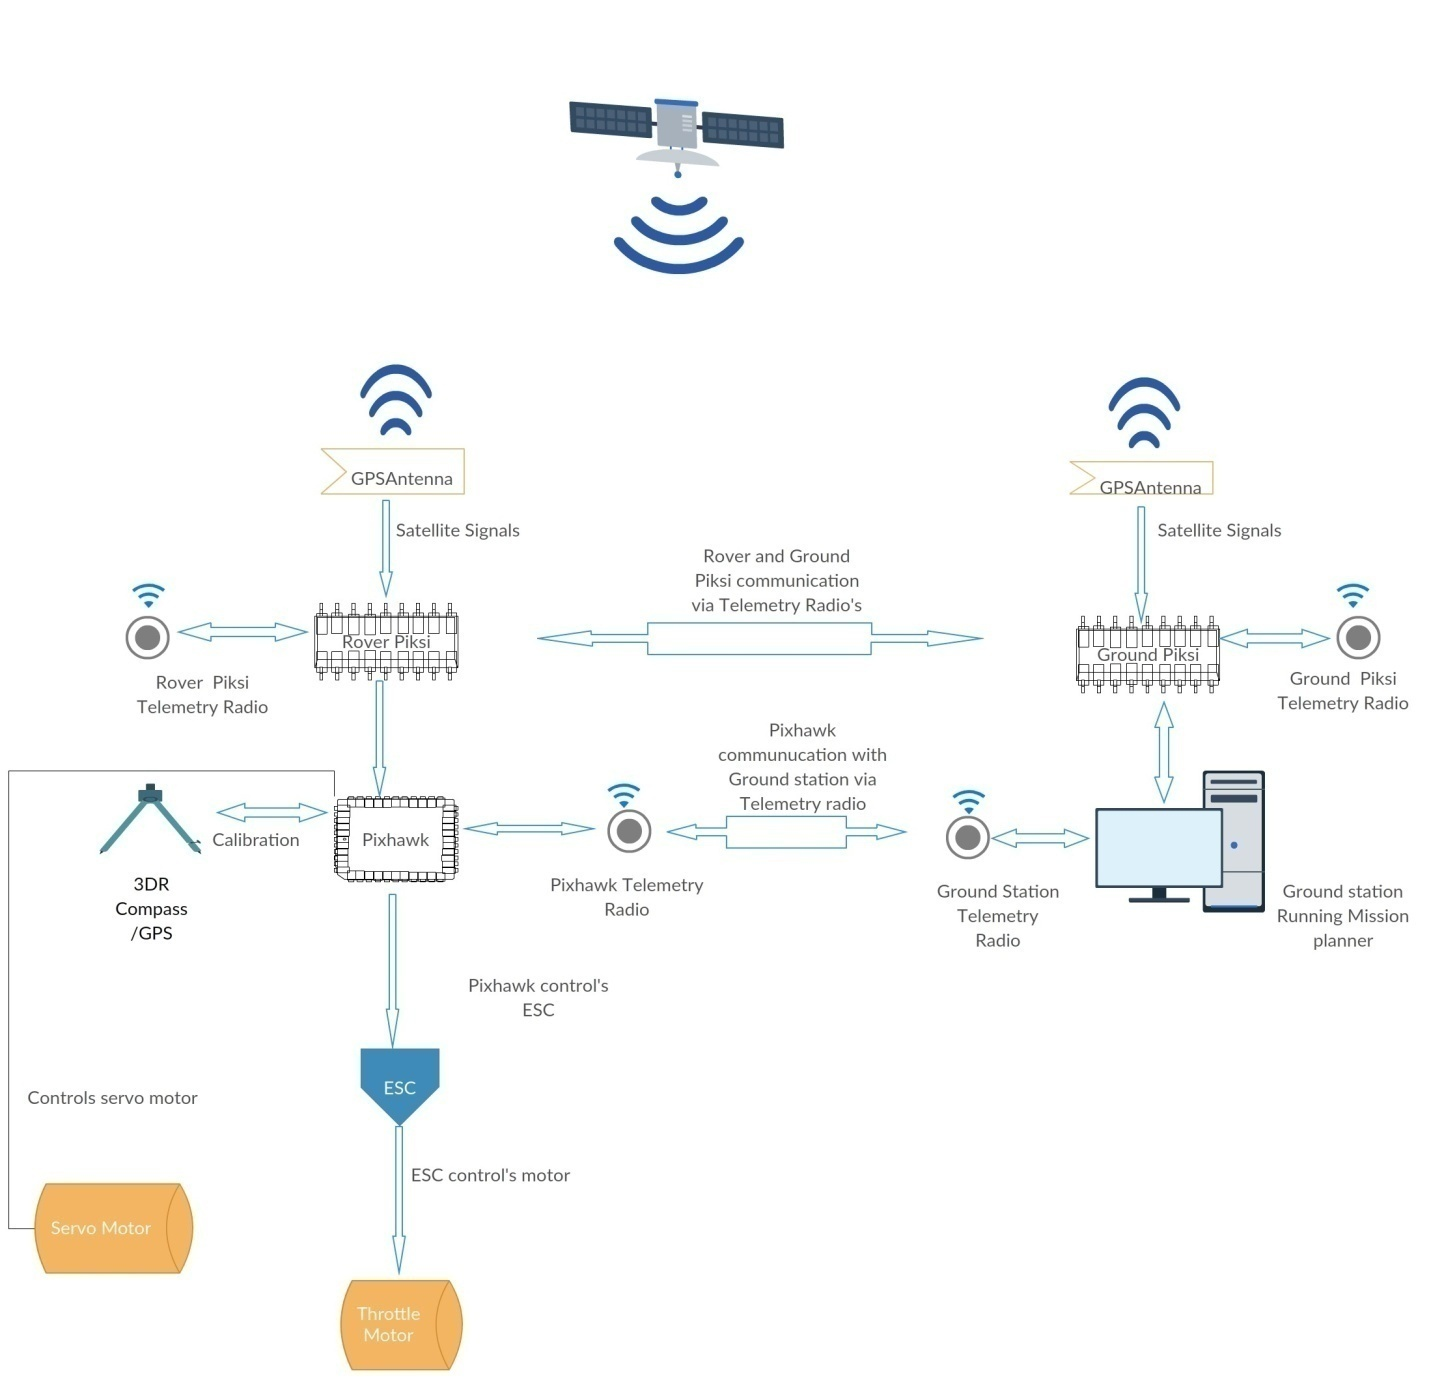 GPSAntenna
GPSAntenna
Satellite Signals
Satellite Signals
Rover and Ground
Piksi communication
via Telemetry Radio's
Rover Piksi
Ground Piksi
Rover  Piksi
Telemetry Radio
Ground  Piksi
Telemetry Radio
Pixhawk
communucation with
Ground station via
Telemetry radio
Calibration
Pixhawk
3DR
Compass
/GPS
Pixhawk Telemetry
Radio
Ground Station
Telemetry
Radio
Ground station
Running Mission
planner
Pixhawk control's
ESC
ESC
Controls servo motor
ESC control's motor
Servo Motor
Throttle
Motor